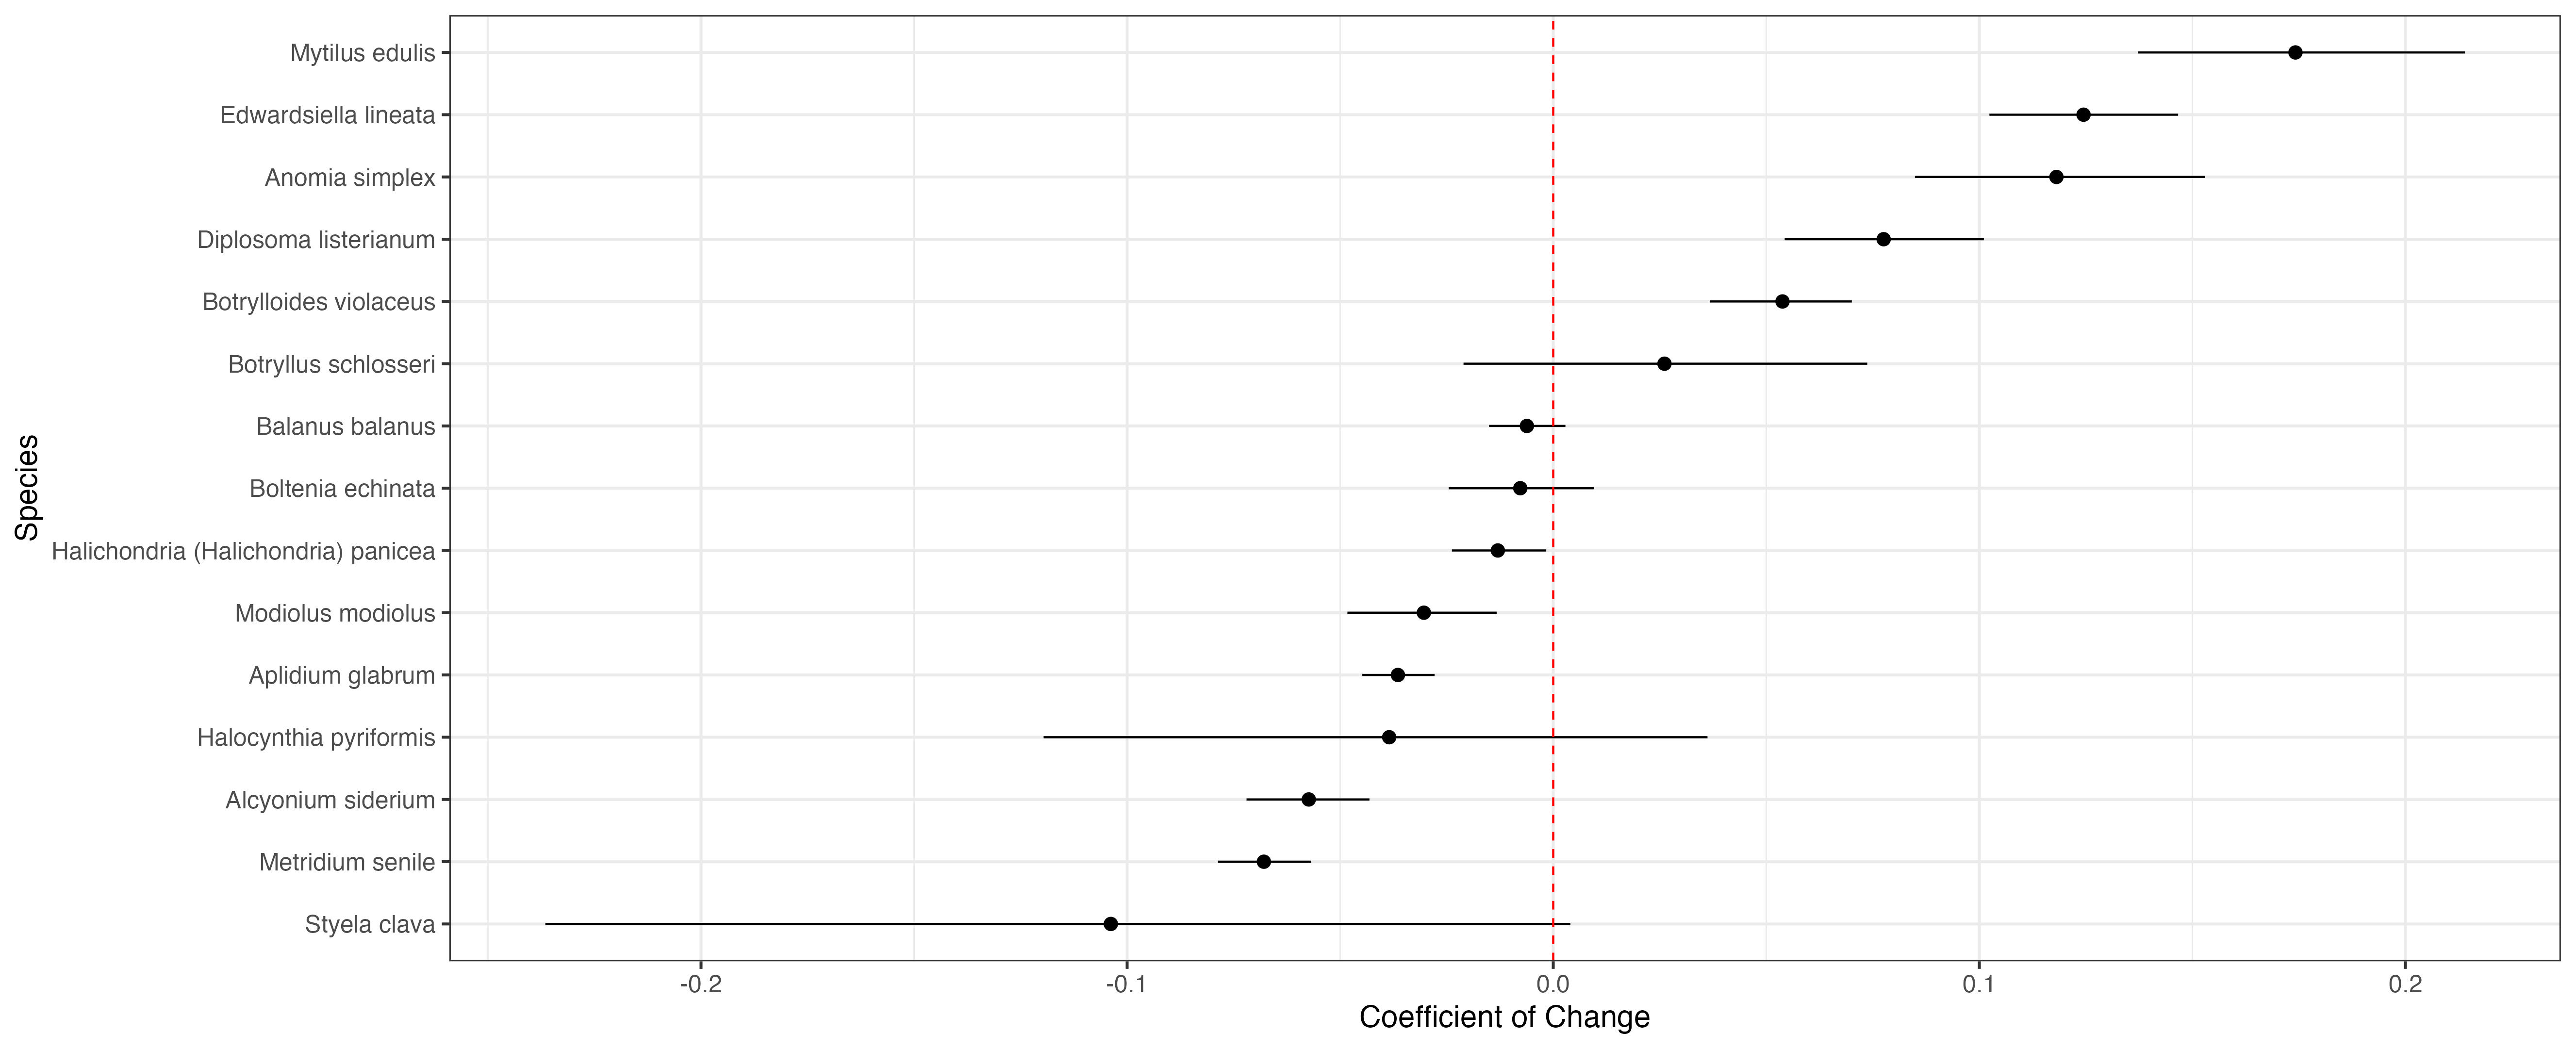 Species
Mytilus edulis
Edwardsiella lineata
Anomia simplex
Diplosoma listerianum
Botrylloides violaceus
Botryllus schlosseri
Balanus balanus
Boltenia echinata
Halichondria (Halichondria) panicea
Modiolus modiolus
Aplidium glabrum
Halocynthia pyriformis
Alcyonium siderium
Metridium senile
Styela clava
-0.2 -0.1 0.0 0.1 0.2
Coefficient of Change